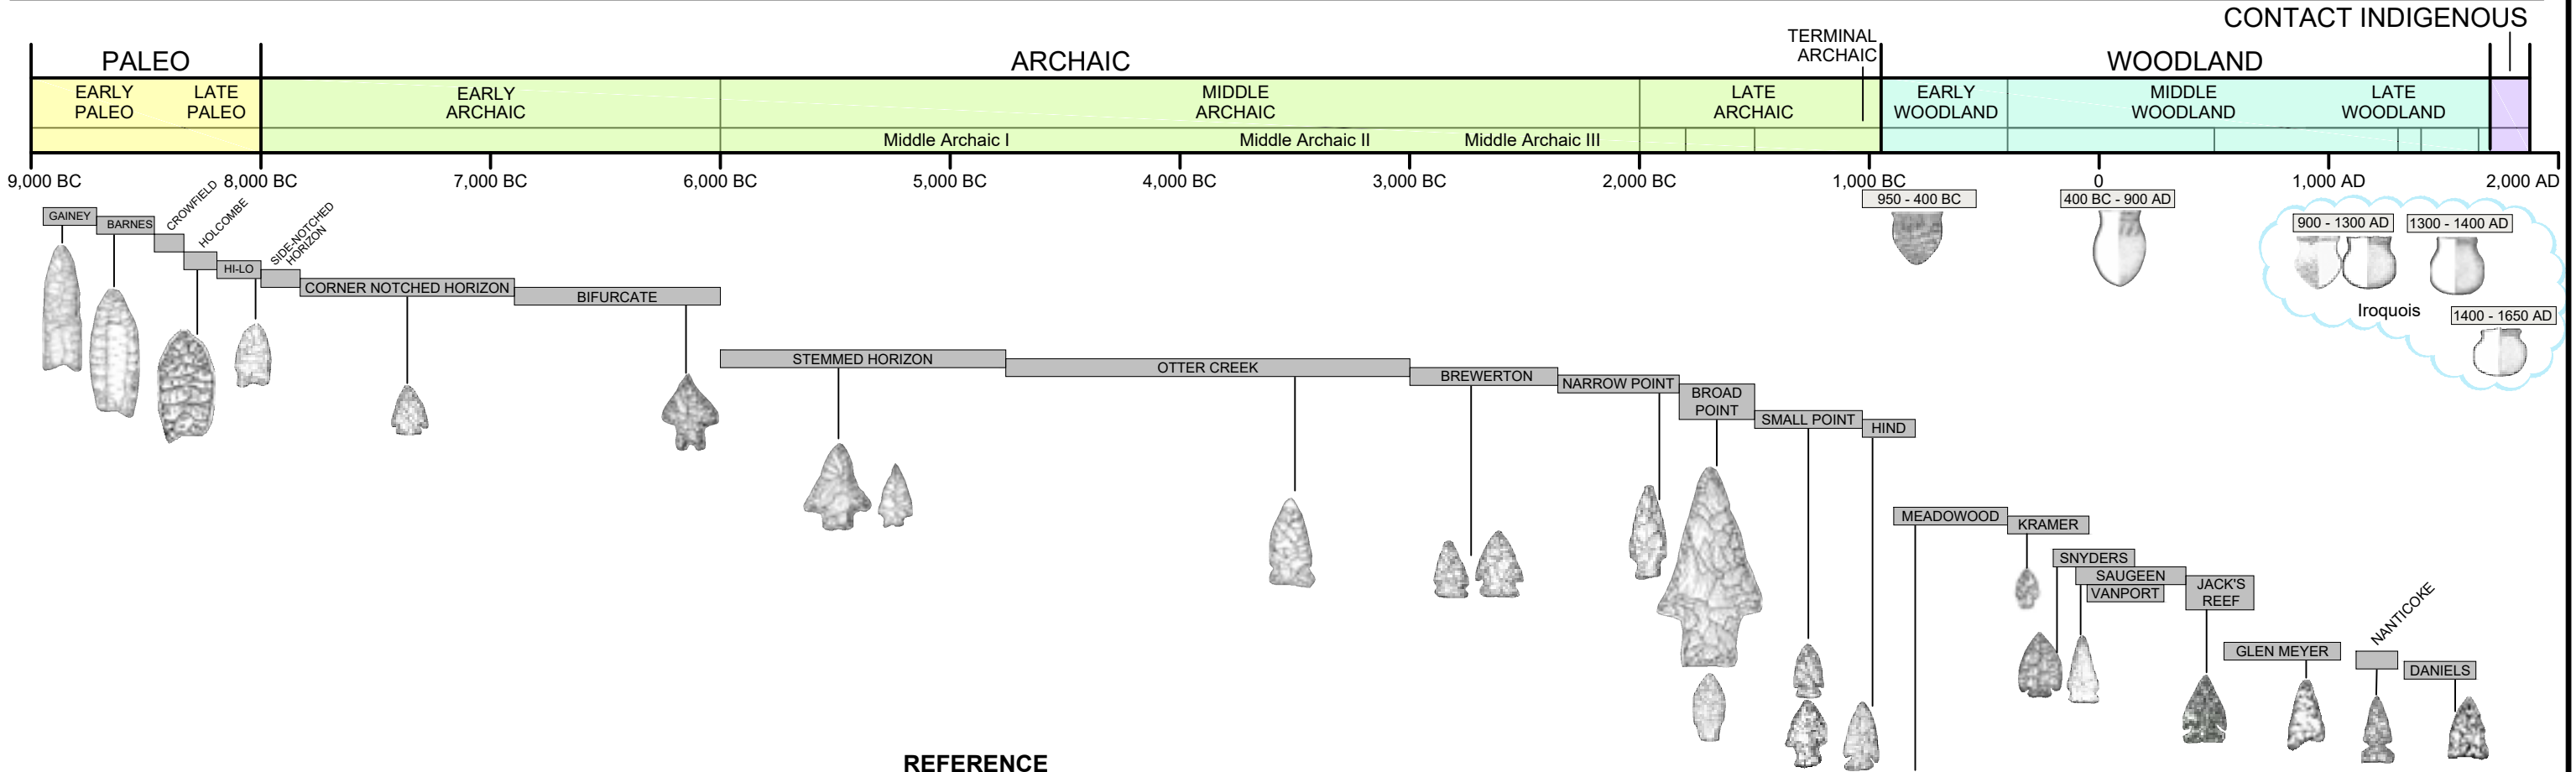 CONTACT INDIGENOUS
PALEO
ARCHAIC
TERMINAL
ARCHAIC
WOODLAND
EARLY
PALEO
LATE
PALEO
EARLY
ARCHAIC
MIDDLE
ARCHAIC
LATE
ARCHAIC
EARLY
WOODLAND
MIDDLE
WOODLAND
LATE
WOODLAND
Middle Archaic I
Middle Archaic II
Middle Archaic III
9,000 BC
8,000 BC
7,000 BC
6,000 BC
5,000 BC
4,000 BC
3,000 BC
2,000 BC
1,000 BC
0
1,000 AD
2,000 AD
950 - 400 BC
400 BC - 900 AD
900 - 1300 AD
1300 - 1400 AD
Iroquois
1400 - 1650 AD
GAINEY
BARNES
CROWFIELD
HOLCOMBE
HI-LO
SIDE-NOTCHED
HORIZON
CORNER NOTCHED HORIZON
BIFURCATE
STEMMED HORIZON
OTTER CREEK
BREWERTON
NARROW POINT
BROAD
POINT
SMALL POINT
HIND
MEADOWOOD
KRAMER
SNYDERS
SAUGEEN
VANPORT
JACK'S
REEF
GLEN MEYER
NANTICOKE
DANIELS
REFERENCE